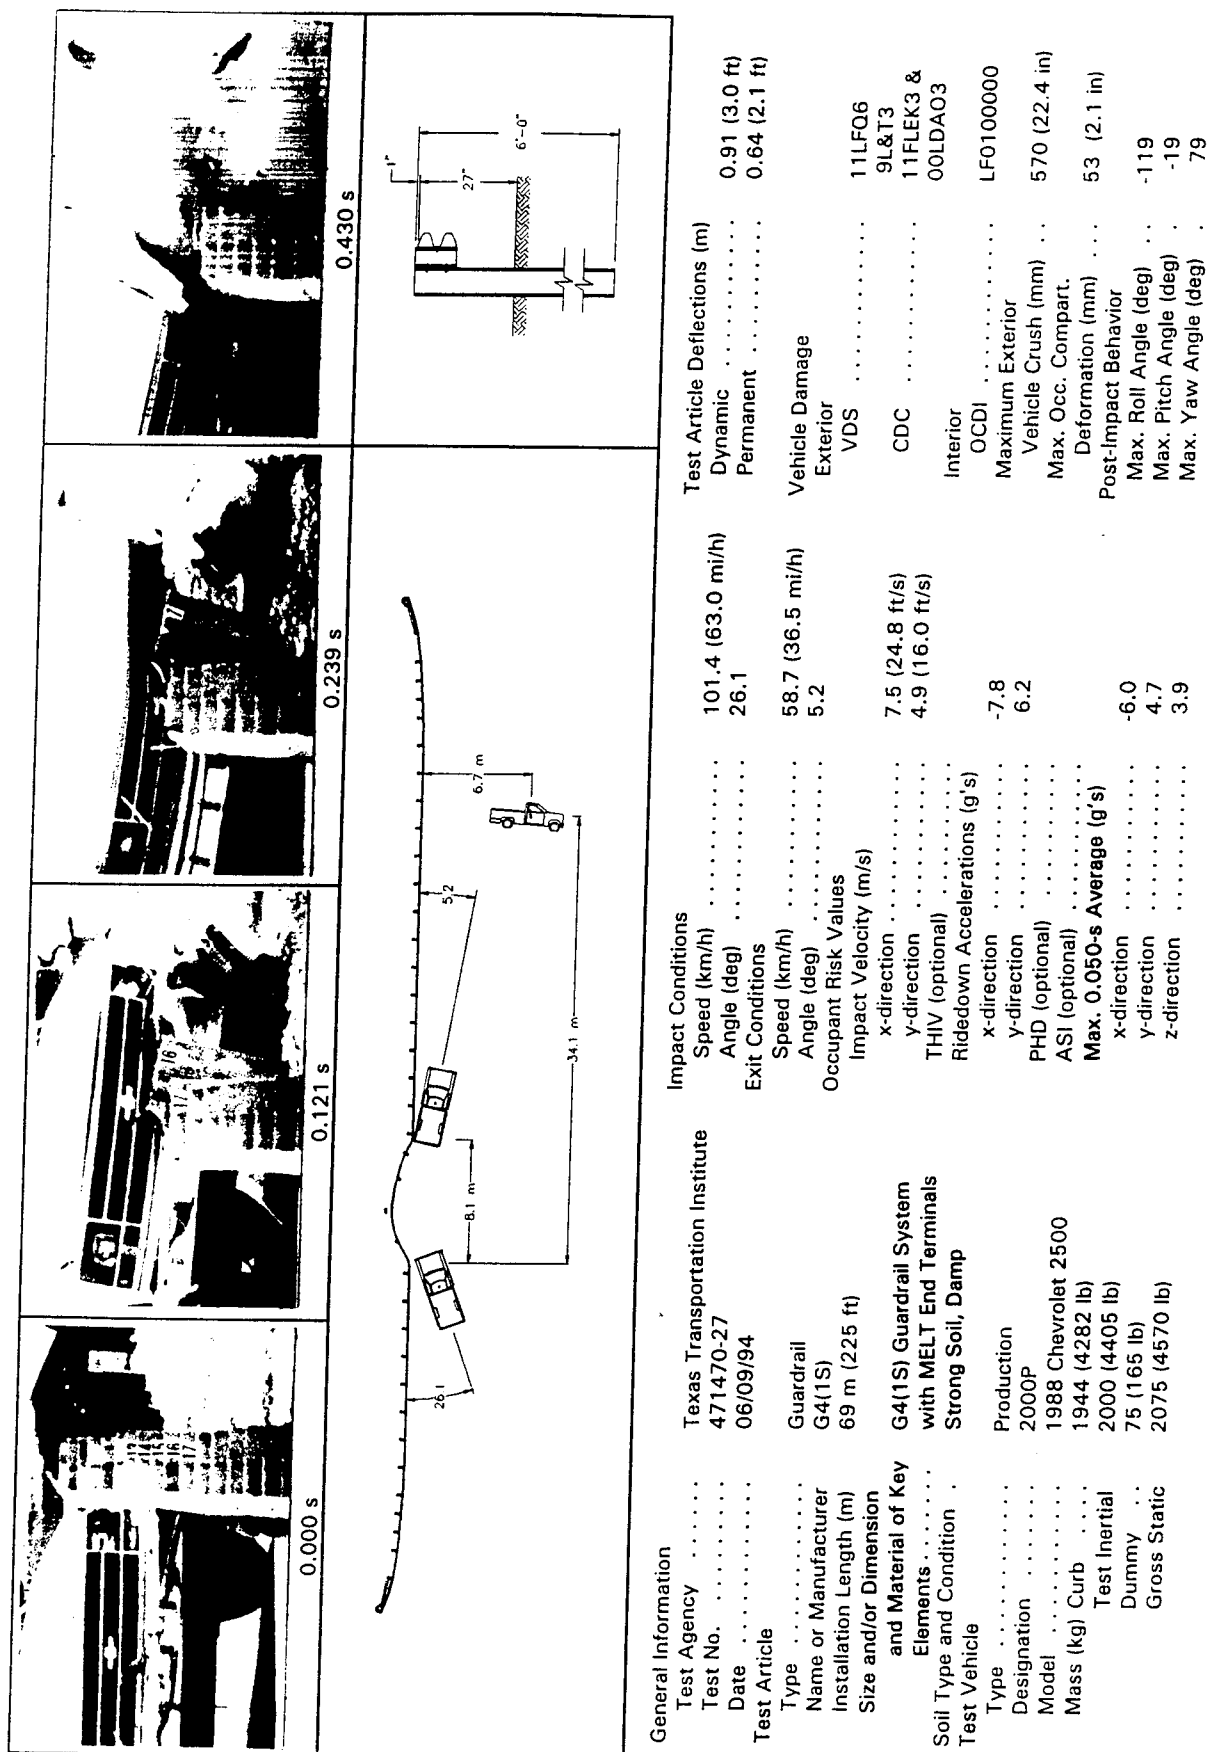 0.000 s
0.121 s
0.239 s
0.430 s
26.1
8.1 m
34.1 m
5.2
6.7 m
1"
27"
6'-0"
General Information
Test Agency ...... Texas Transportation Institute
Test No. ......... 471470-27
Date ............ 06/09/94
Test Article
Type ............ Guardrail
Name or Manufacturer G4(1S)
Installation Length (m) 69 m (225 ft)
Size and/or Dimension
and Material of Key
Elements ....... G4(1S) Guardrail System
with MELT End Terminals
Soil Type and Condition . Strong Soil, Damp
Test Vehicle
Type ............ Production
Designation ....... 2000P
Model ........... 1988 Chevrolet 2500
Mass (kg) Curb .... 1944 (4282 lb)
Test Inertial 2000 (4405 lb)
Dummy .. 75 (165 lb)
Gross Static 2075 (4570 lb)
Impact Conditions
Speed (km/h) ........ 101.4 (63.0 mi/h)
Angle (deg) ......... 26.1
Exit Conditions
Speed (km/h) ........ 58.7 (36.5 mi/h)
Angle (deg) ......... 5.2
Occupant Risk Values
Impact Velocity (m/s)
x-direction .......... 7.5 (24.8 ft/s)
y-direction .......... 4.9 (16.0 ft/s)
THIV (optional) .......
Ridedown Accelerations (g's)
x-direction .......... -7.8
y-direction .......... 6.2
PHD (optional) ........
ASI (optional) .........
Max. 0.050-s Average (g's)
x-direction .......... -6.0
y-direction .......... 4.7
z-direction .......... 3.9
Test Article Deflections (m)
Dynamic .......... 0.91 (3.0 ft)
Permanent ........ 0.64 (2.1 ft)
Vehicle Damage
Exterior
VDS ............ 11LFQ6
9L&T3
CDC ........... 11FLEK3 &
00LDAO3
Interior
OCDI ........... LF0100000
Maximum Exterior
Vehicle Crush (mm) .. 570 (22.4 in)
Max. Occ. Compart.
Deformation (mm) .... 53 (2.1 in)
Post-Impact Behavior
Max. Roll Angle (deg) .. -119
Max. Pitch Angle (deg) . -19
Max. Yaw Angle (deg) . 79